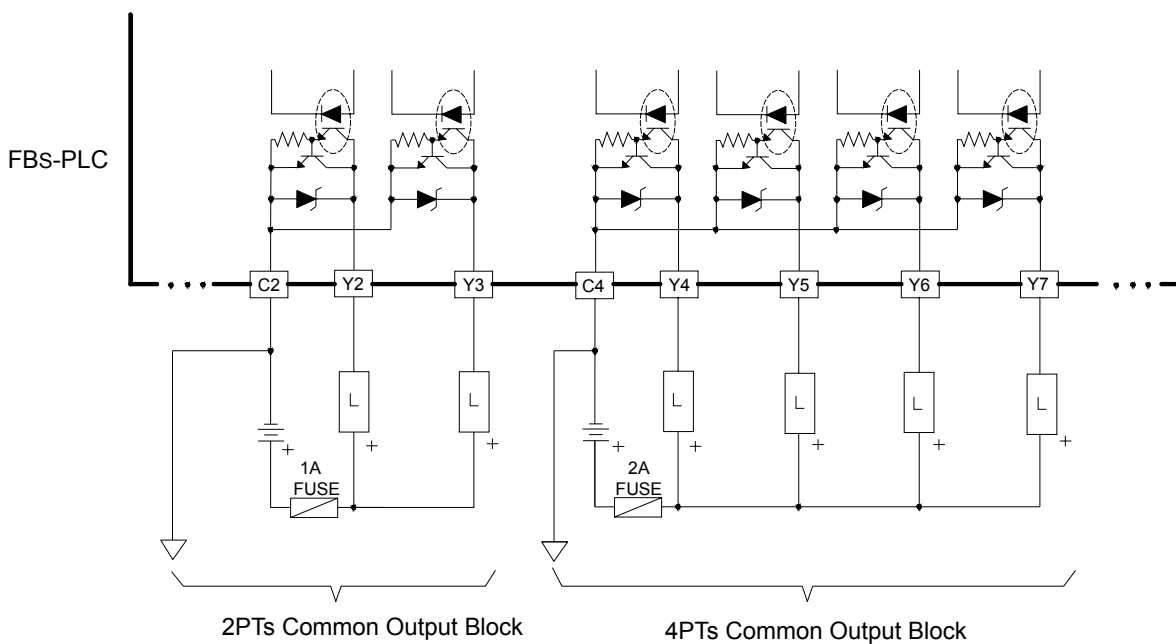 FBs-PLC
C2 Y2 Y3 C4 Y4 Y5 Y6 Y7
L L L L L L
+ + + + + + + +
1A
FUSE
2A
FUSE
2PTs Common Output Block
4PTs Common Output Block